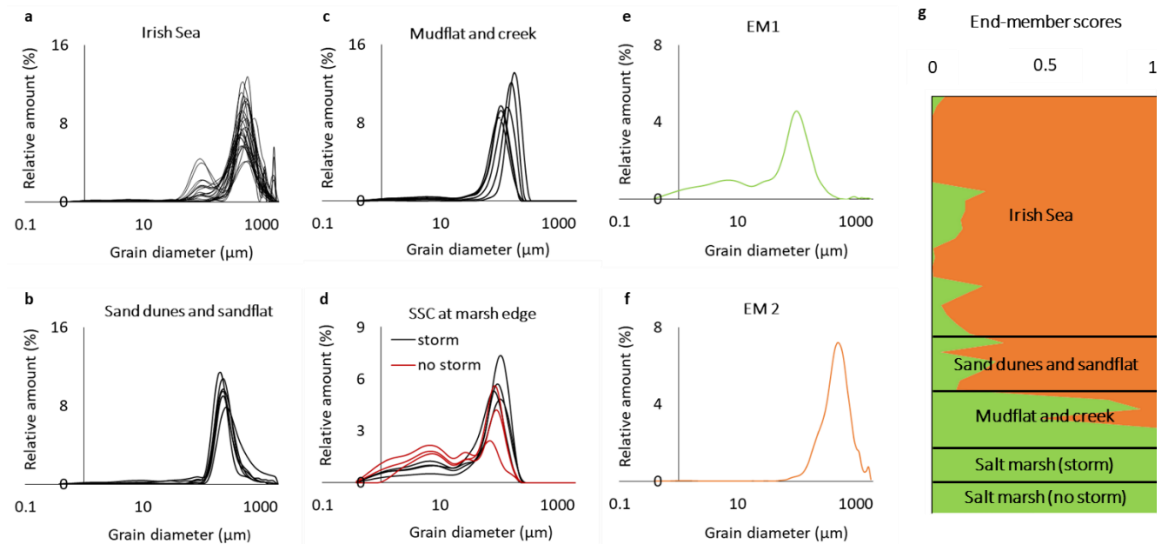 a
Irish Sea
16
8
0
0.1
10
1000
Relative amount (%)
Grain diameter (µm)
c
Mudflat and creek
16
8
0
0.1
10
1000
Relative amount (%)
Grain diameter (µm)
e
EM1
8
4
0
0.1
10
1000
Relative amount (%)
Grain diameter (µm)
b
Sand dunes and sandflat
16
8
0
0.1
10
1000
Relative amount (%)
Grain diameter (µm)
d
SSC at marsh edge
storm
no storm
9
6
3
0
0.1
10
1000
Relative amount (%)
Grain diameter (µm)
f
EM 2
8
4
0
0.1
10
1000
Relative amount (%)
Grain diameter (µm)
g
End-member scores
0
0.5
1
Irish Sea
Sand dunes and sandflat
Mudflat and creek
Salt marsh (storm)
Salt marsh (no storm)